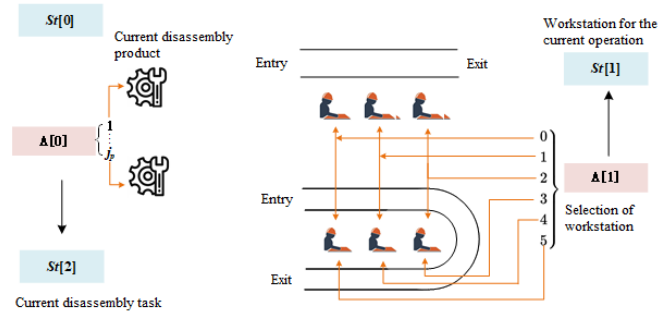 St[0]
Current disassembly
product
A[0]
1
jp
St[2]
Current disassembly task
Entry
Exit
Entry
Exit
0
1
2
3
4
5
Workstation for the
current operation
St[1]
A[1]
Selection of
workstation